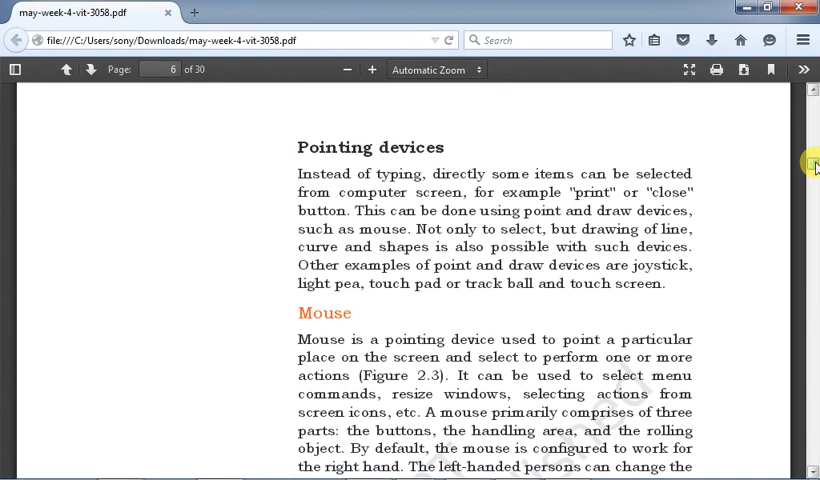 may-week-4-vit-3058.pdf
file:///C:/Users/sony/Downloads/may-week-4-vit-3058.pdf
Search
Page: 6 of 30
Automatic Zoom
Pointing devices
Instead of typing, directly some items can be selected
from computer screen, for example "print" or "close"
button. This can be done using point and draw devices,
such as mouse. Not only to select, but drawing of line,
curve and shapes is also possible with such devices.
Other examples of point and draw devices are joystick,
light pea, touch pad or track ball and touch screen.
Mouse
Mouse is a pointing device used to point a particular
place on the screen and select to perform one or more
actions (Figure 2.3). It can be used to select menu
commands, resize windows, selecting actions from
screen icons, etc. A mouse primarily comprises of three
parts: the buttons, the handling area, and the rolling
object. By default, the mouse is configured to work for
the right hand. The left-handed persons can change the